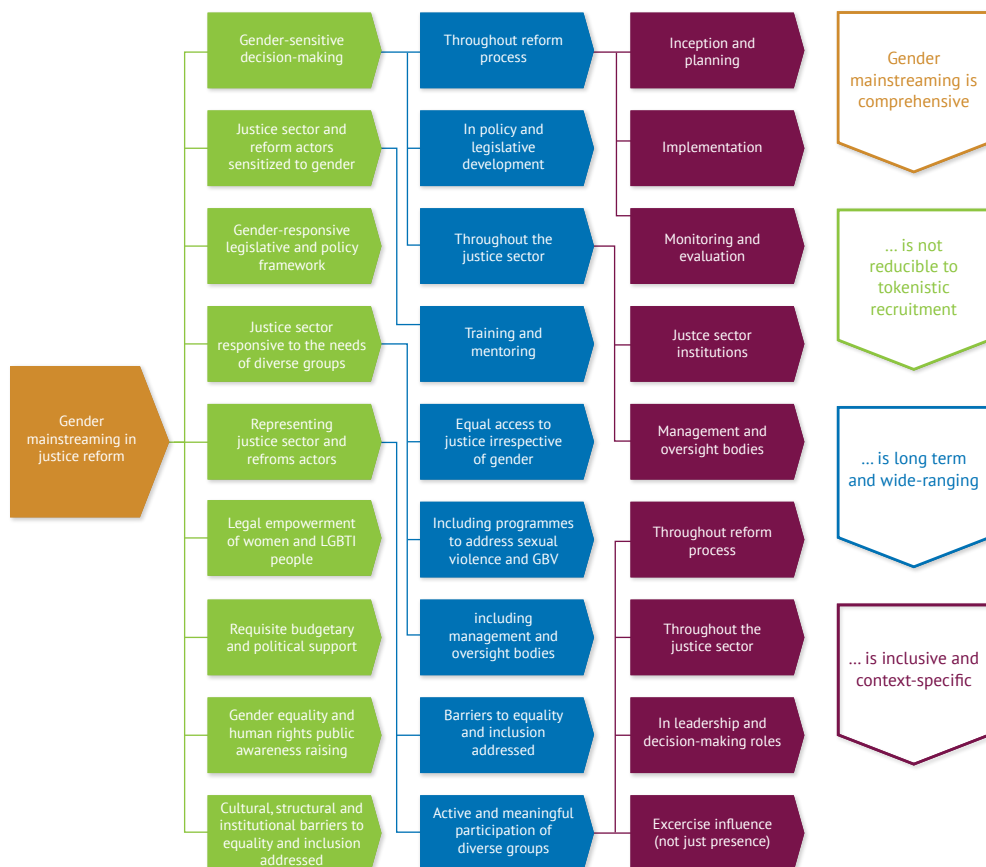 Gender
mainstreaming in
justice reform
Gender-sensitive
decision-making
Justice sector and
reform actors
sensitized to gender
Gender-responsive
legislative and policy
framework
Justice sector
responsive to the needs
of diverse groups
Representing
justice sector and
refroms actors
Legal empowerment
of women and LGBTI
people
Requisite budgetary
and political support
Gender equality and
human rights public
awareness raising
Cultural, structural and
institutional barriers to
equality and inclusion
addressed
Throughout reform
process
In policy and
legislative
development
Throughout the
justice sector
Training and
mentoring
Equal access to
justice irrespective
of gender
Including programmes
to address sexual
violence and GBV
including
management and
oversight bodies
Barriers to equality
and inclusion
addressed
Active and meaningful
participation of
diverse groups
Inception and
planning
Implementation
Monitoring and
evaluation
Justce sector
institutions
Management and
oversight bodies
Throughout reform
process
Throughout the
justice sector
In leadership and
decision-making roles
Excercise influence
(not just presence)
Gender
mainstreaming is
comprehensive
... is not
reducible to
tokenistic
recruitment
... is long term
and wide-ranging
... is inclusive and
context-specific